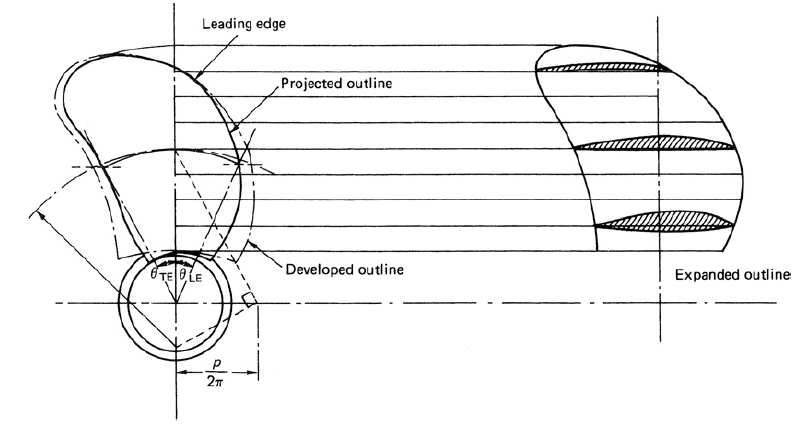 Leading edge
Projected outline
θTE θLE
Developed outline
Expanded outline
p
2π